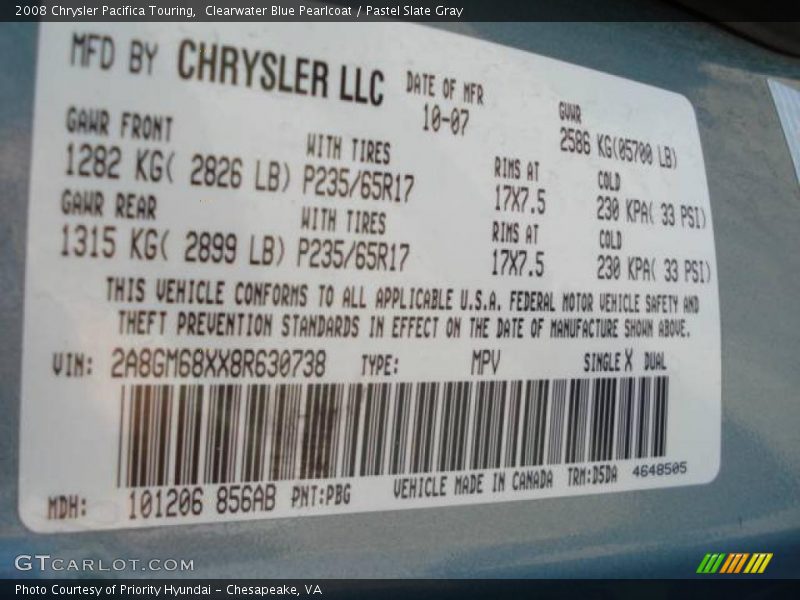 2008 Chrysler Pacifica Touring,  Clearwater Blue Pearlcoat / Pastel Slate Gray
MFD BY CHRYSLER LLC
DATE OF MFR
10-07
GVWR
2586 KG(05700 LB)
GAWR FRONT
1282 KG( 2826 LB)
WITH TIRES
P235/65R17
RIMS AT
17X7.5
COLD
230 KPA( 33 PSI)
GAWR REAR
1315 KG( 2899 LB)
WITH TIRES
P235/65R17
RIMS AT
17X7.5
COLD
230 KPA( 33 PSI)
THIS VEHICLE CONFORMS TO ALL APPLICABLE U.S.A. FEDERAL MOTOR VEHICLE SAFETY AND
THEFT PREVENTION STANDARDS IN EFFECT ON THE DATE OF MANUFACTURE SHOWN ABOVE.
VIN: 2A8GM68XX8R630738 TYPE: MPV SINGLE X DUAL
MDH: 101206 856AB PNT:PBG VEHICLE MADE IN CANADA TRM:DSDA 4648505
GTCARLOT.COM
Photo Courtesy of Priority Hyundai - Chesapeake, VA